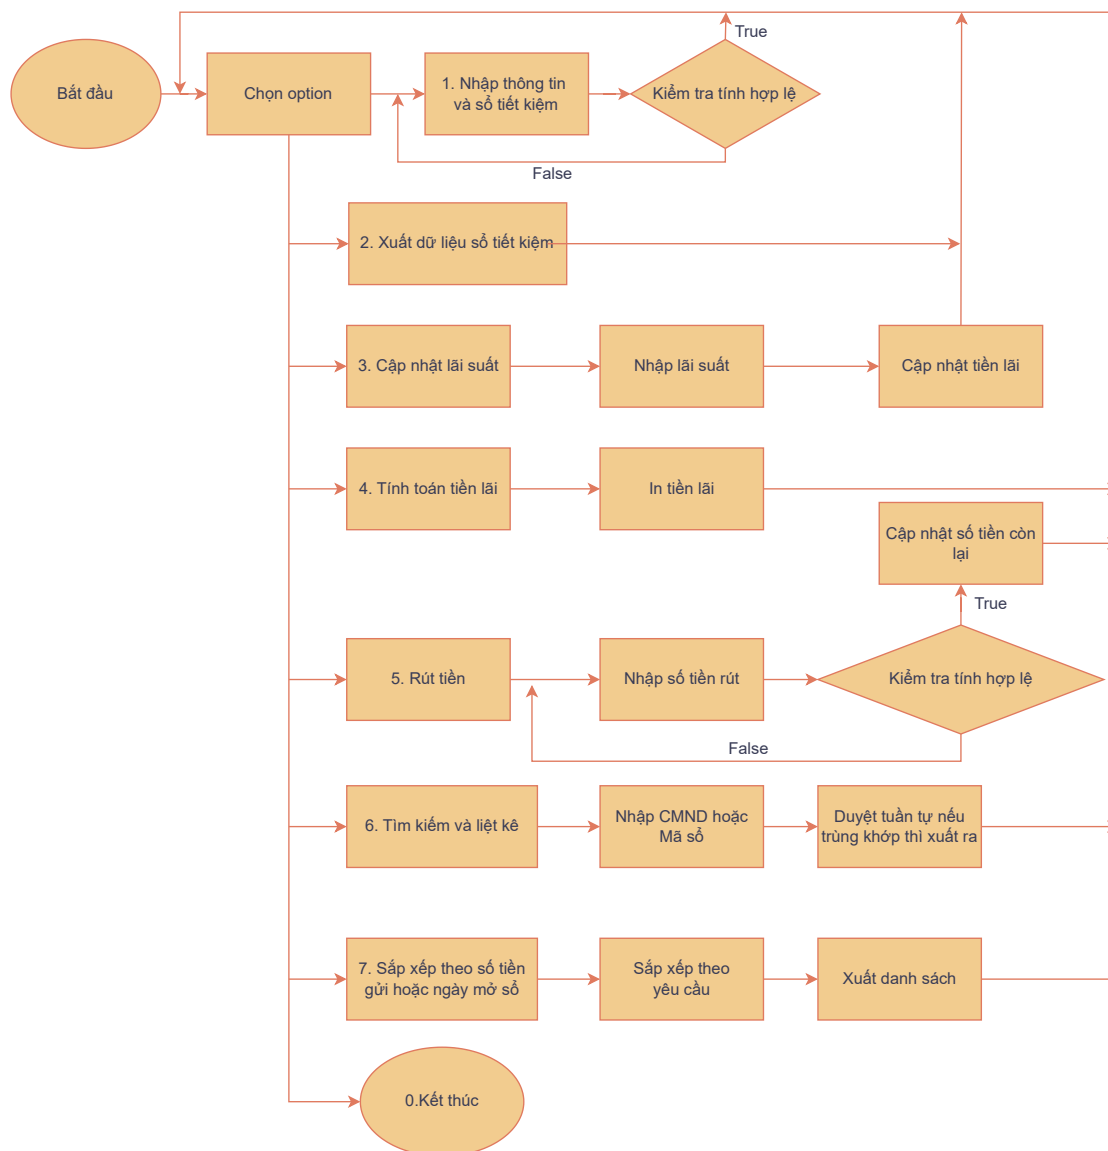 True
Bắt đầu
Chọn option
1. Nhập thông tin
và sổ tiết kiệm
Kiểm tra tính hợp lệ
False
2. Xuất dữ liệu sổ tiết kiệm
3. Cập nhật lãi suất
Nhập lãi suất
Cập nhật tiền lãi
4. Tính toán tiền lãi
In tiền lãi
Cập nhật số tiền còn
lại
True
5. Rút tiền
Nhập số tiền rút
Kiểm tra tính hợp lệ
False
6. Tìm kiếm và liệt kê
Nhập CMND hoặc
Mã sổ
Duyệt tuần tự nếu
trùng khớp thì xuất ra
7. Sắp xếp theo số tiền
gửi hoặc ngày mở sổ
Sắp xếp theo
yêu cầu
Xuất danh sách
0.Kết thúc